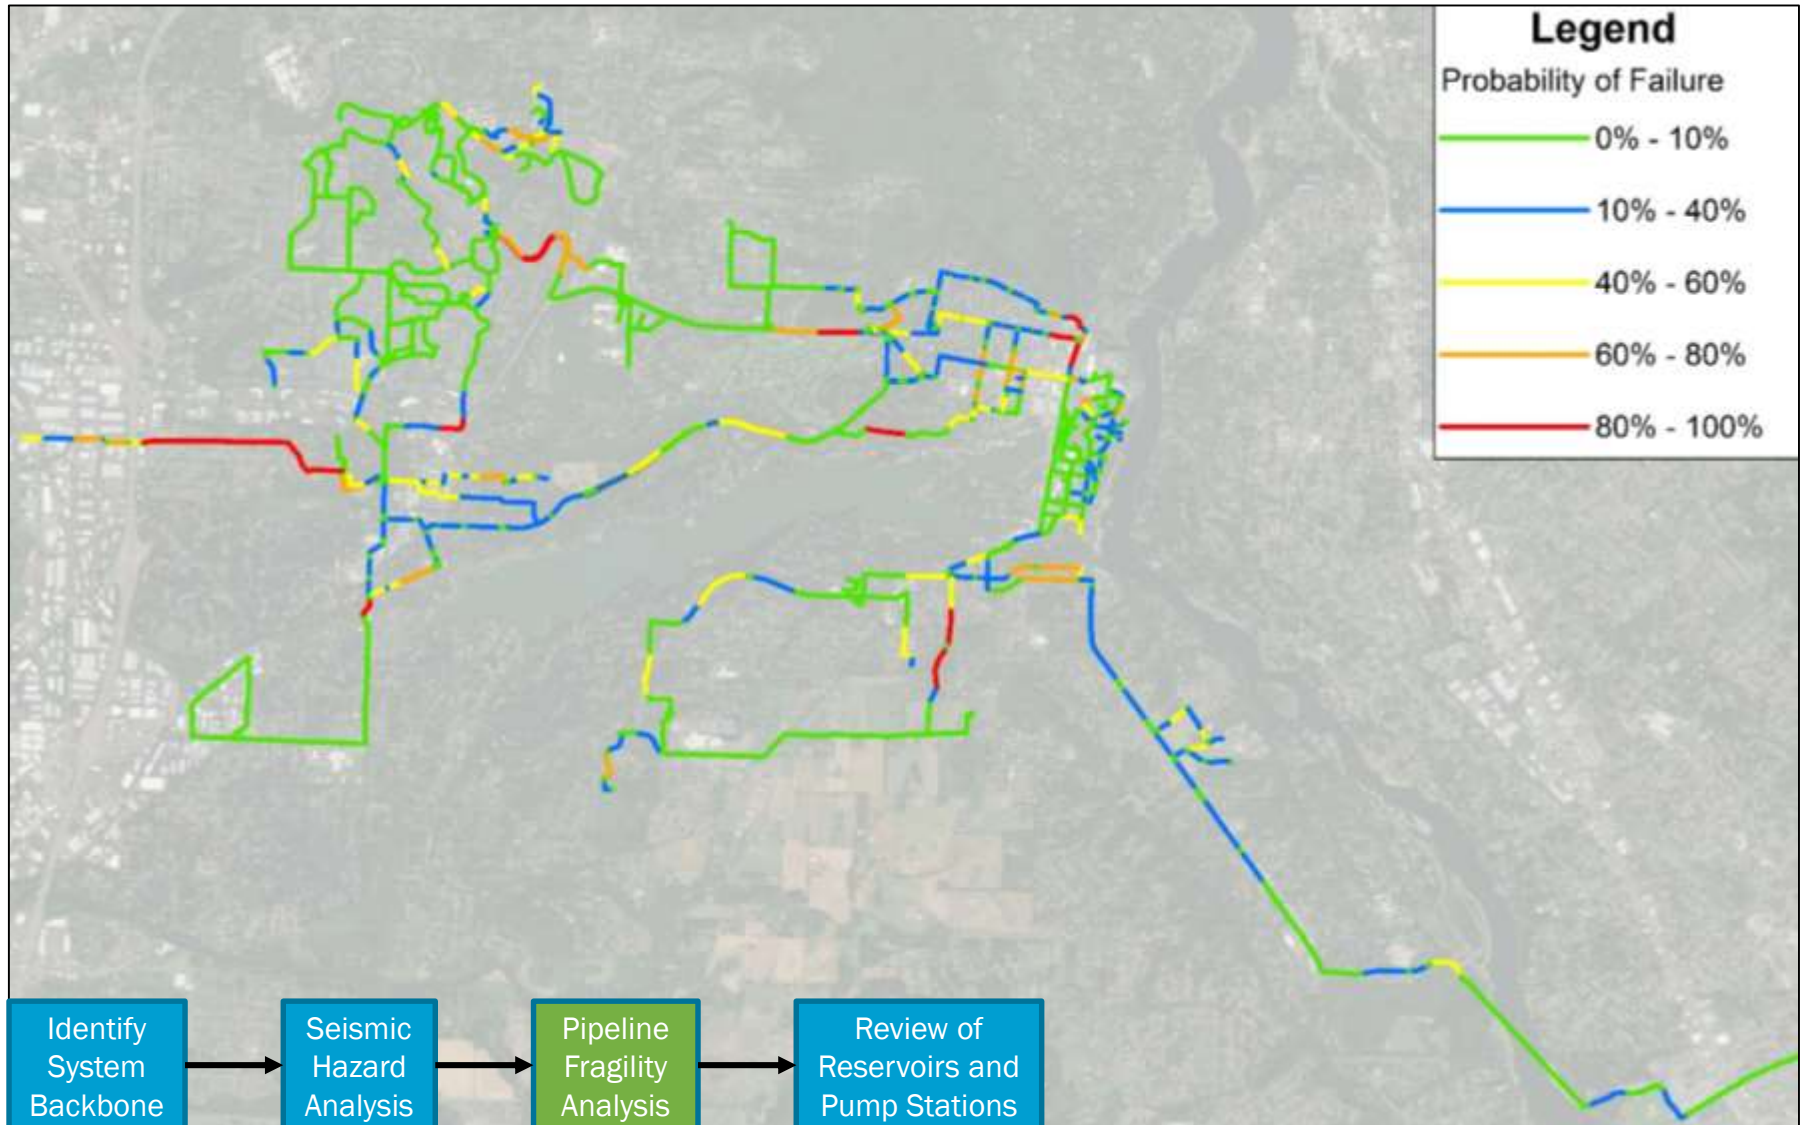 Legend
Probability of Failure
0% - 10%
10% - 40%
40% - 60%
60% - 80%
80% - 100%
Identify
System
Backbone
Seismic
Hazard
Analysis
Pipeline
Fragility
Analysis
Review of
Reservoirs and
Pump Stations